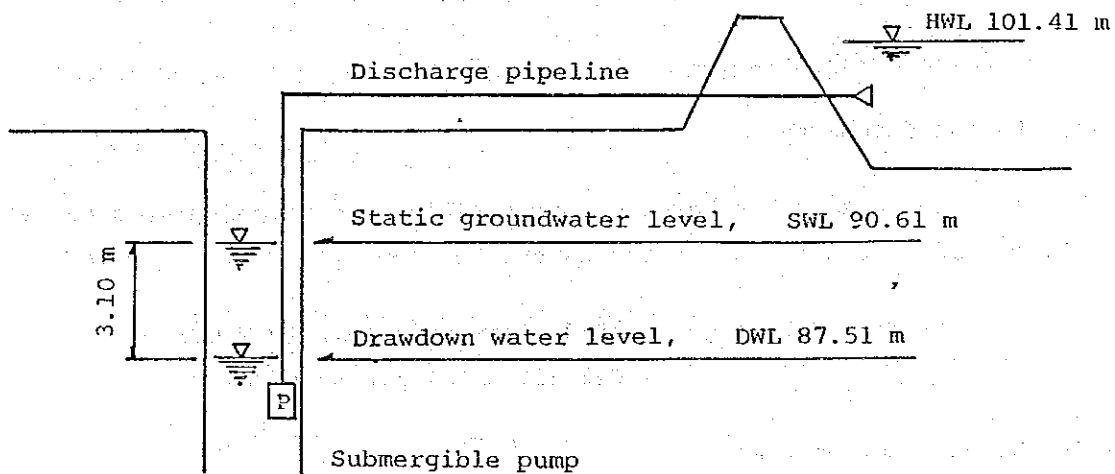 HWL 101.41 m
Discharge pipeline
Static groundwater level, SWL 90.61 m
3.10 m
Drawdown water level, DWL 87.51 m
P
Submergible pump